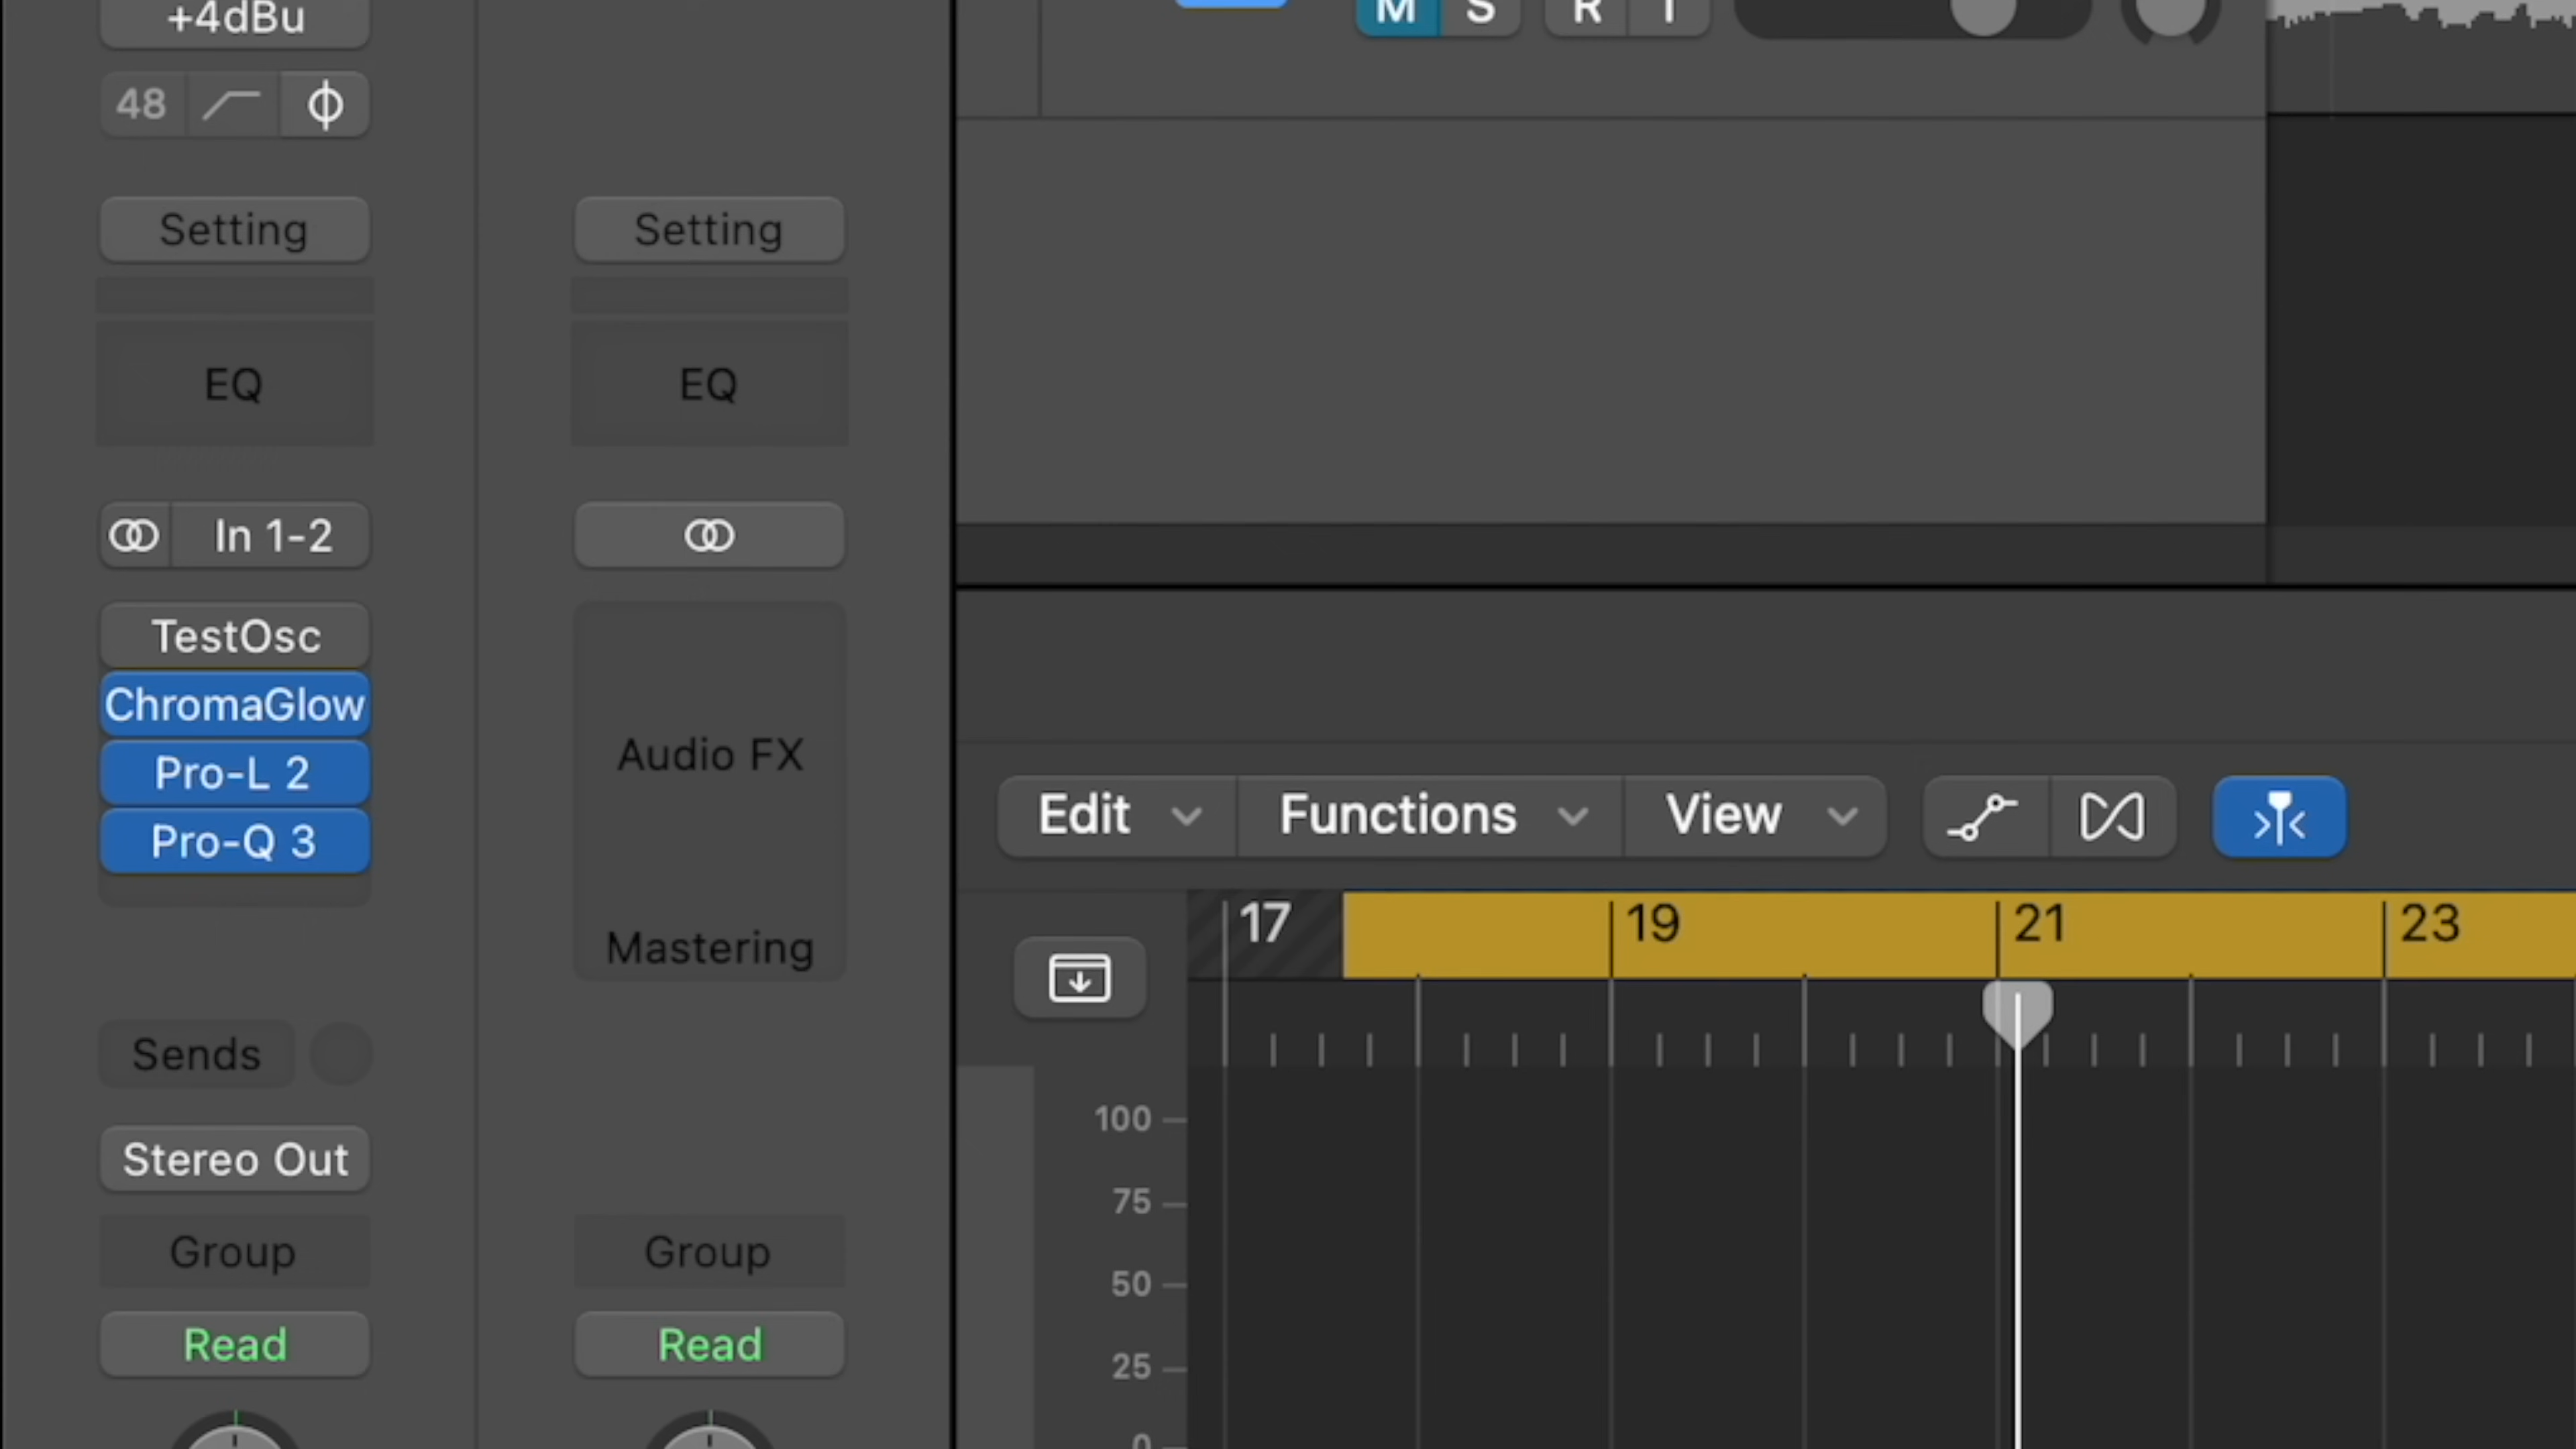 +4dBu
48
Setting
EQ
In 1-2
TestOsc
ChromaGlow
Pro-L 2
Pro-Q 3
Sends
Stereo Out
Group
Read
Setting
EQ
Audio FX
Mastering
Group
Read
M S R I
Edit Functions View
17 19 21 23
100
75
50
25
0